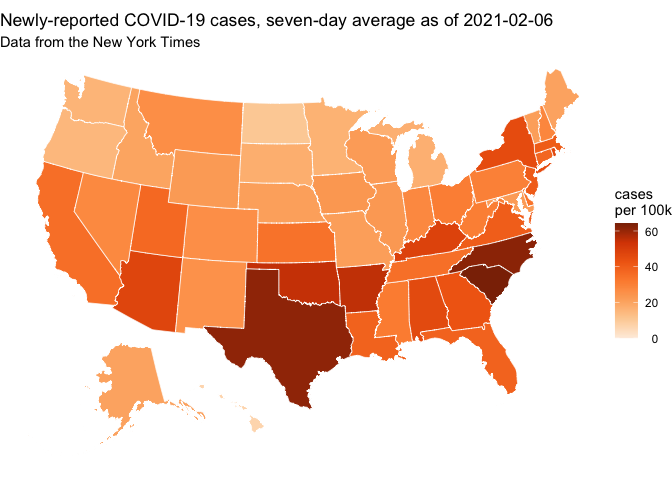 Newly-reported COVID-19 cases, seven-day average as of 2021-02-06
Data from the New York Times
cases
per 100k
60
40
20
0